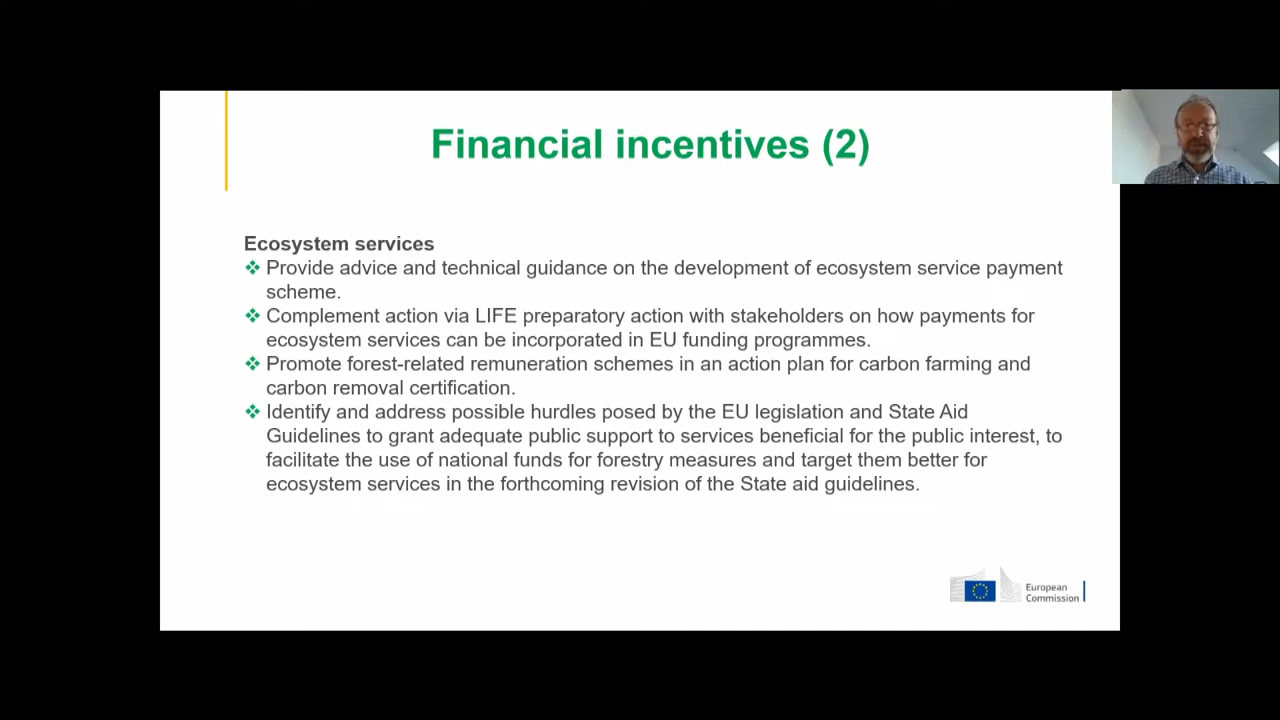 Financial incentives (2)
Ecosystem services
❖ Provide advice and technical guidance on the development of ecosystem service payment
scheme.
❖ Complement action via LIFE preparatory action with stakeholders on how payments for
ecosystem services can be incorporated in EU funding programmes.
❖ Promote forest-related remuneration schemes in an action plan for carbon farming and
carbon removal certification.
❖ Identify and address possible hurdles posed by the EU legislation and State Aid
Guidelines to grant adequate public support to services beneficial for the public interest, to
facilitate the use of national funds for forestry measures and target them better for
ecosystem services in the forthcoming revision of the State aid guidelines.
European
Commission